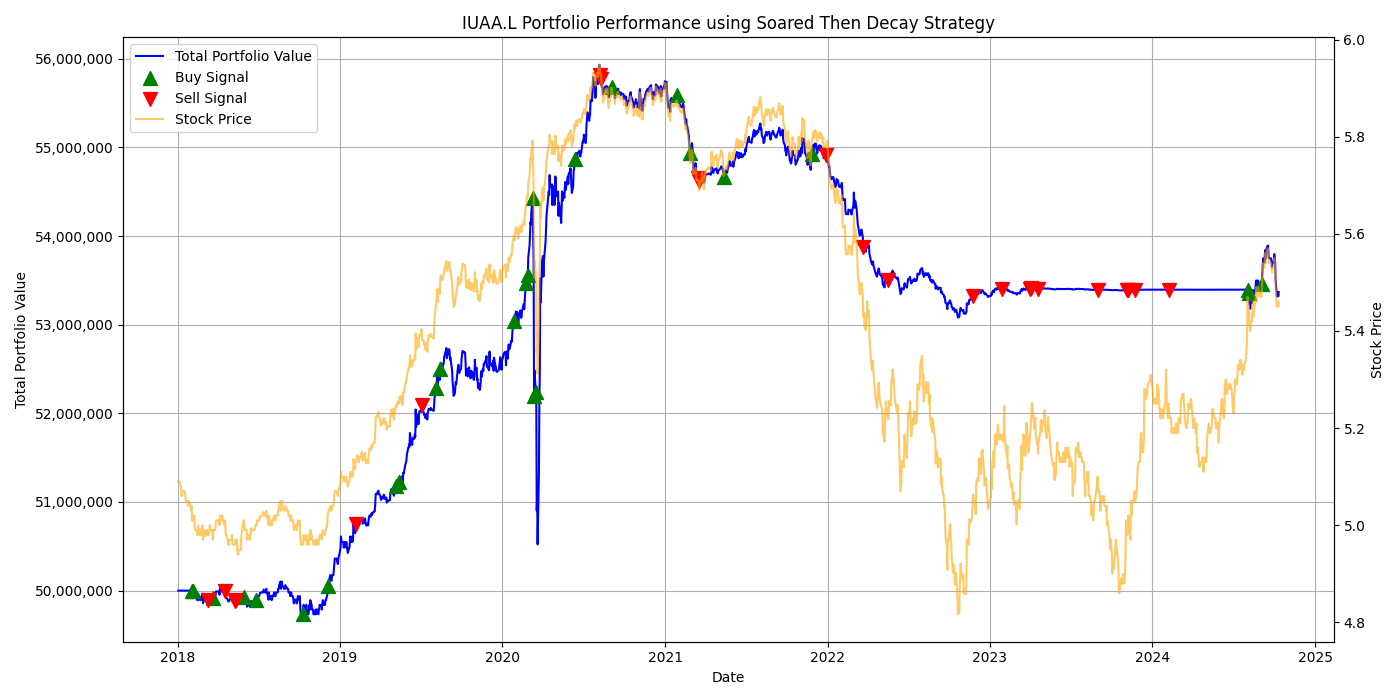 IUAA.L Portfolio Performance using Soared Then Decay Strategy
Total Portfolio Value
Buy Signal
Sell Signal
Stock Price
56,000,000
55,000,000
54,000,000
53,000,000
52,000,000
51,000,000
50,000,000
Total Portfolio Value
6.0
5.8
5.6
5.4
5.2
5.0
4.8
Stock Price
2018 2019 2020 2021 2022 2023 2024 2025
Date